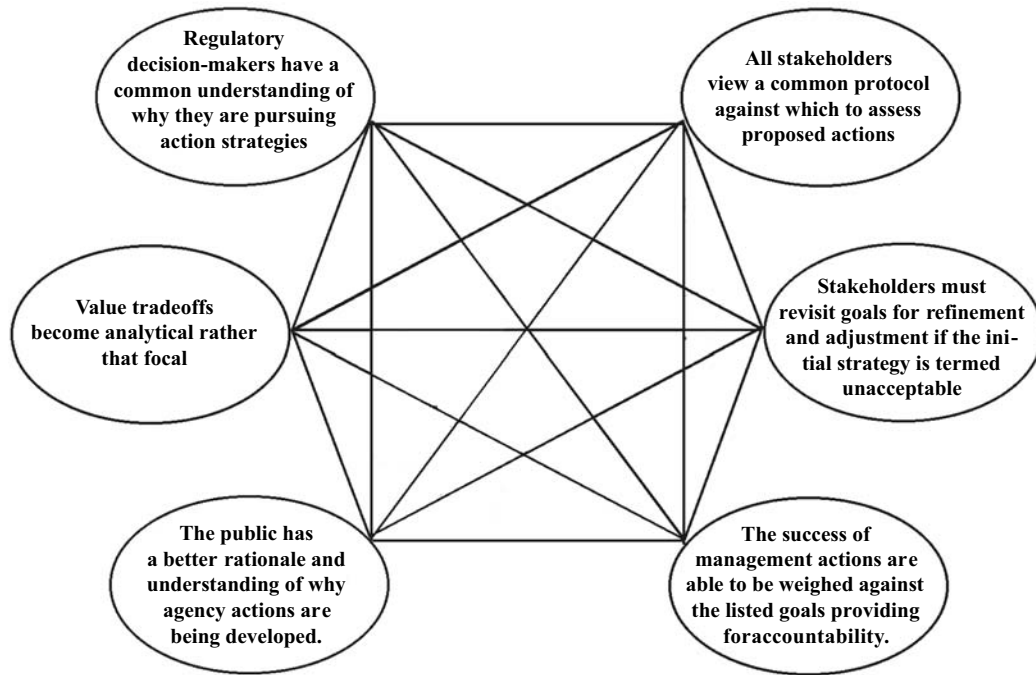 Regulatory
decision-makers have a
common understanding of
why they are pursuing
action strategies
All stakeholders
view a common protocol
against which to assess
proposed actions
Value tradeoffs
become analytical rather
that focal
Stakeholders must
revisit goals for refinement
and adjustment if the ini-
tial strategy is termed
unacceptable
The public has
a better rationale and
understanding of why
agency actions are
being developed.
The success of
management actions are
able to be weighed against
the listed goals providing
foraccountability.